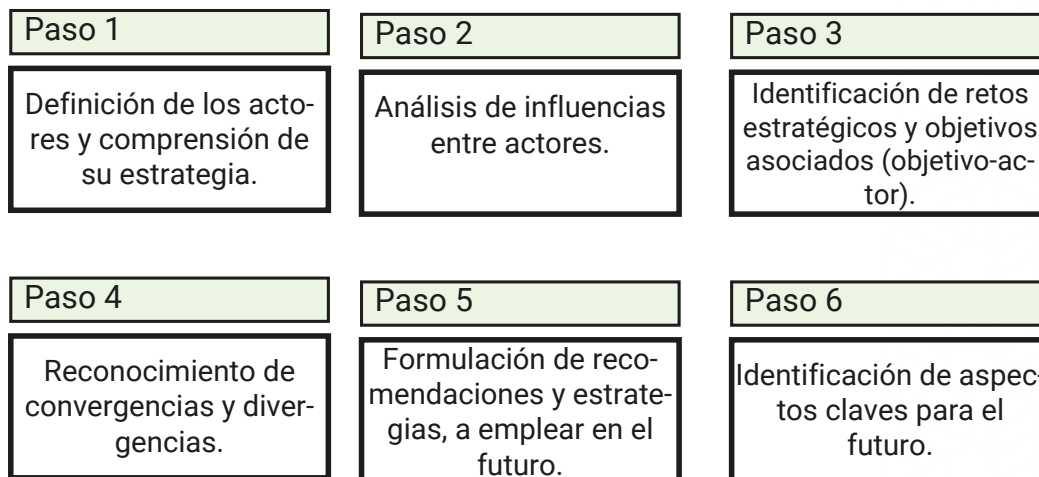 Paso 1
Definición de los acto-
res y comprensión de
su estrategia.
Paso 2
Análisis de influencias
entre actores.
Paso 3
Identificación de retos
estratégicos y objetivos
asociados (objetivo-ac-
tor).
Paso 4
Reconocimiento de
convergencias y diver-
gencias.
Paso 5
Formulación de reco-
mendaciones y estrate-
gias, a emplear en el
futuro.
Paso 6
Identificación de aspec-
tos claves para el
futuro.